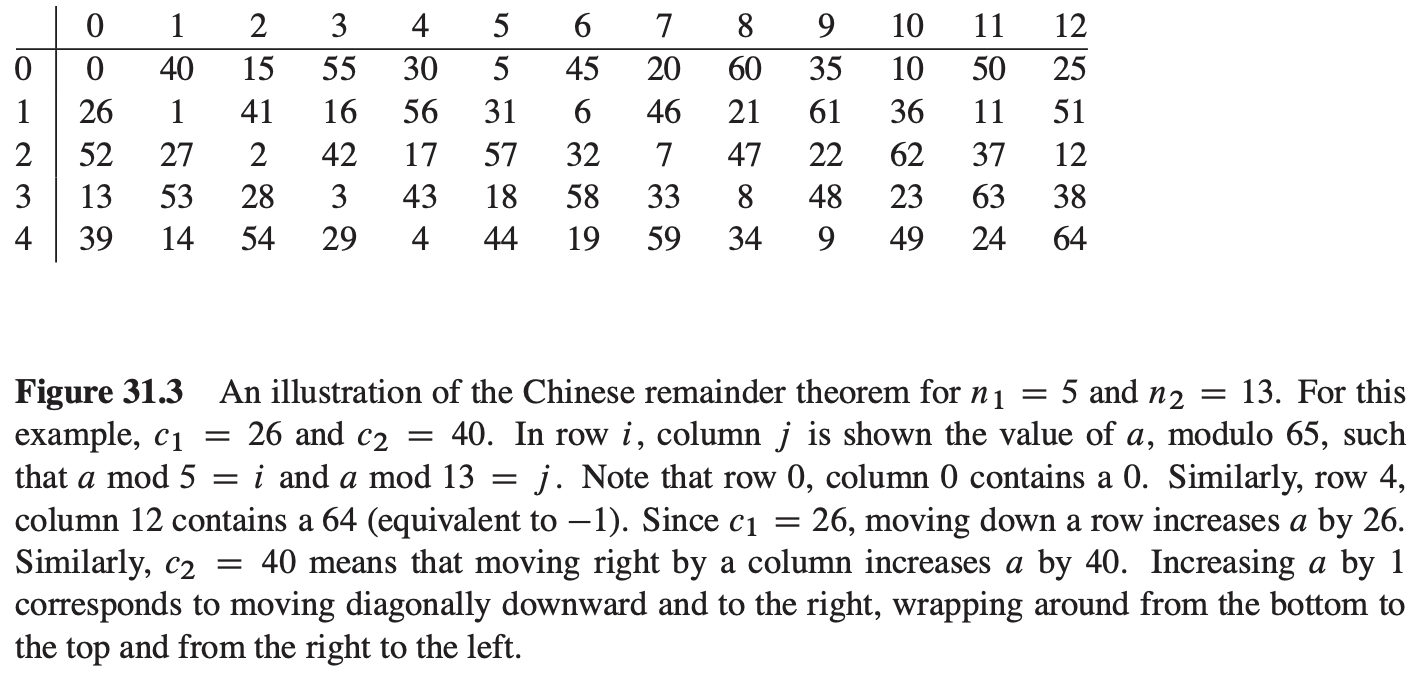 0 1 2 3 4 5 6 7 8 9 10 11 12
0 0 40 15 55 30 5 45 20 60 35 10 50 25
1 26 1 41 16 56 31 6 46 21 61 36 11 51
2 52 27 2 42 17 57 32 7 47 22 62 37 12
3 13 53 28 3 43 18 58 33 8 48 23 63 38
4 39 14 54 29 4 44 19 59 34 9 49 24 64
Figure 31.3 An illustration of the Chinese remainder theorem for n₁ = 5 and n₂ = 13. For this
example, c₁ = 26 and c₂ = 40. In row i, column j is shown the value of a, modulo 65, such
that a mod 5 = i and a mod 13 = j. Note that row 0, column 0 contains a 0. Similarly, row 4,
column 12 contains a 64 (equivalent to −1). Since c₁ = 26, moving down a row increases a by 26.
Similarly, c₂ = 40 means that moving right by a column increases a by 40. Increasing a by 1
corresponds to moving diagonally downward and to the right, wrapping around from the bottom to
the top and from the right to the left.